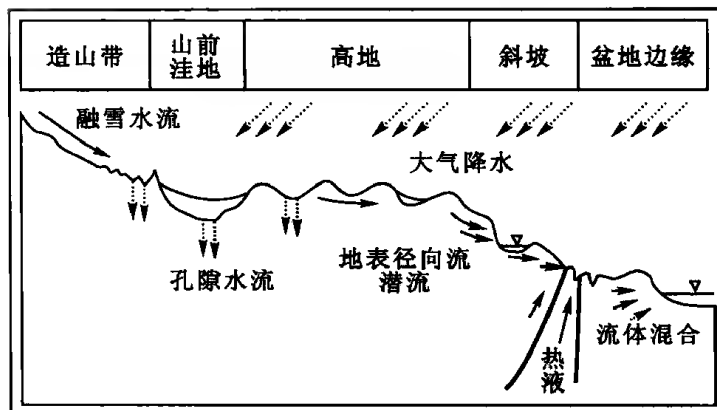 造山带
山前
洼地
高地
斜坡
盆地边缘
融雪水流
大气降水
孔隙水流
地表径向流
潜流
热
液
流体混合